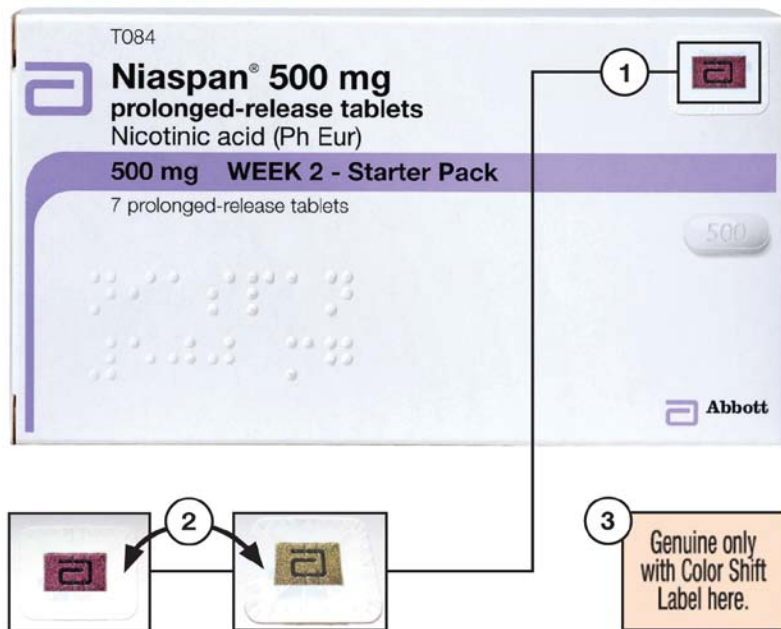 T084
Niaspan® 500 mg
prolonged-release tablets
Nicotinic acid (Ph Eur)
500 mg WEEK 2 - Starter Pack
7 prolonged-release tablets
500
Abbott
1
2
3
Genuine only
with Color Shift
Label here.